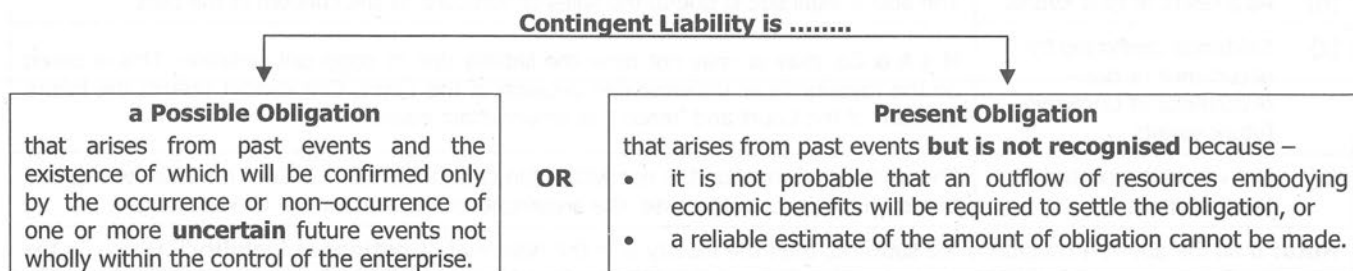 Contingent Liability is ........
a Possible Obligation
that arises from past events and the
existence of which will be confirmed only
by the occurrence or non–occurrence of
one or more uncertain future events not
wholly within the control of the enterprise.
OR
Present Obligation
that arises from past events but is not recognised because –
• it is not probable that an outflow of resources embodying
economic benefits will be required to settle the obligation, or
• a reliable estimate of the amount of obligation cannot be made.